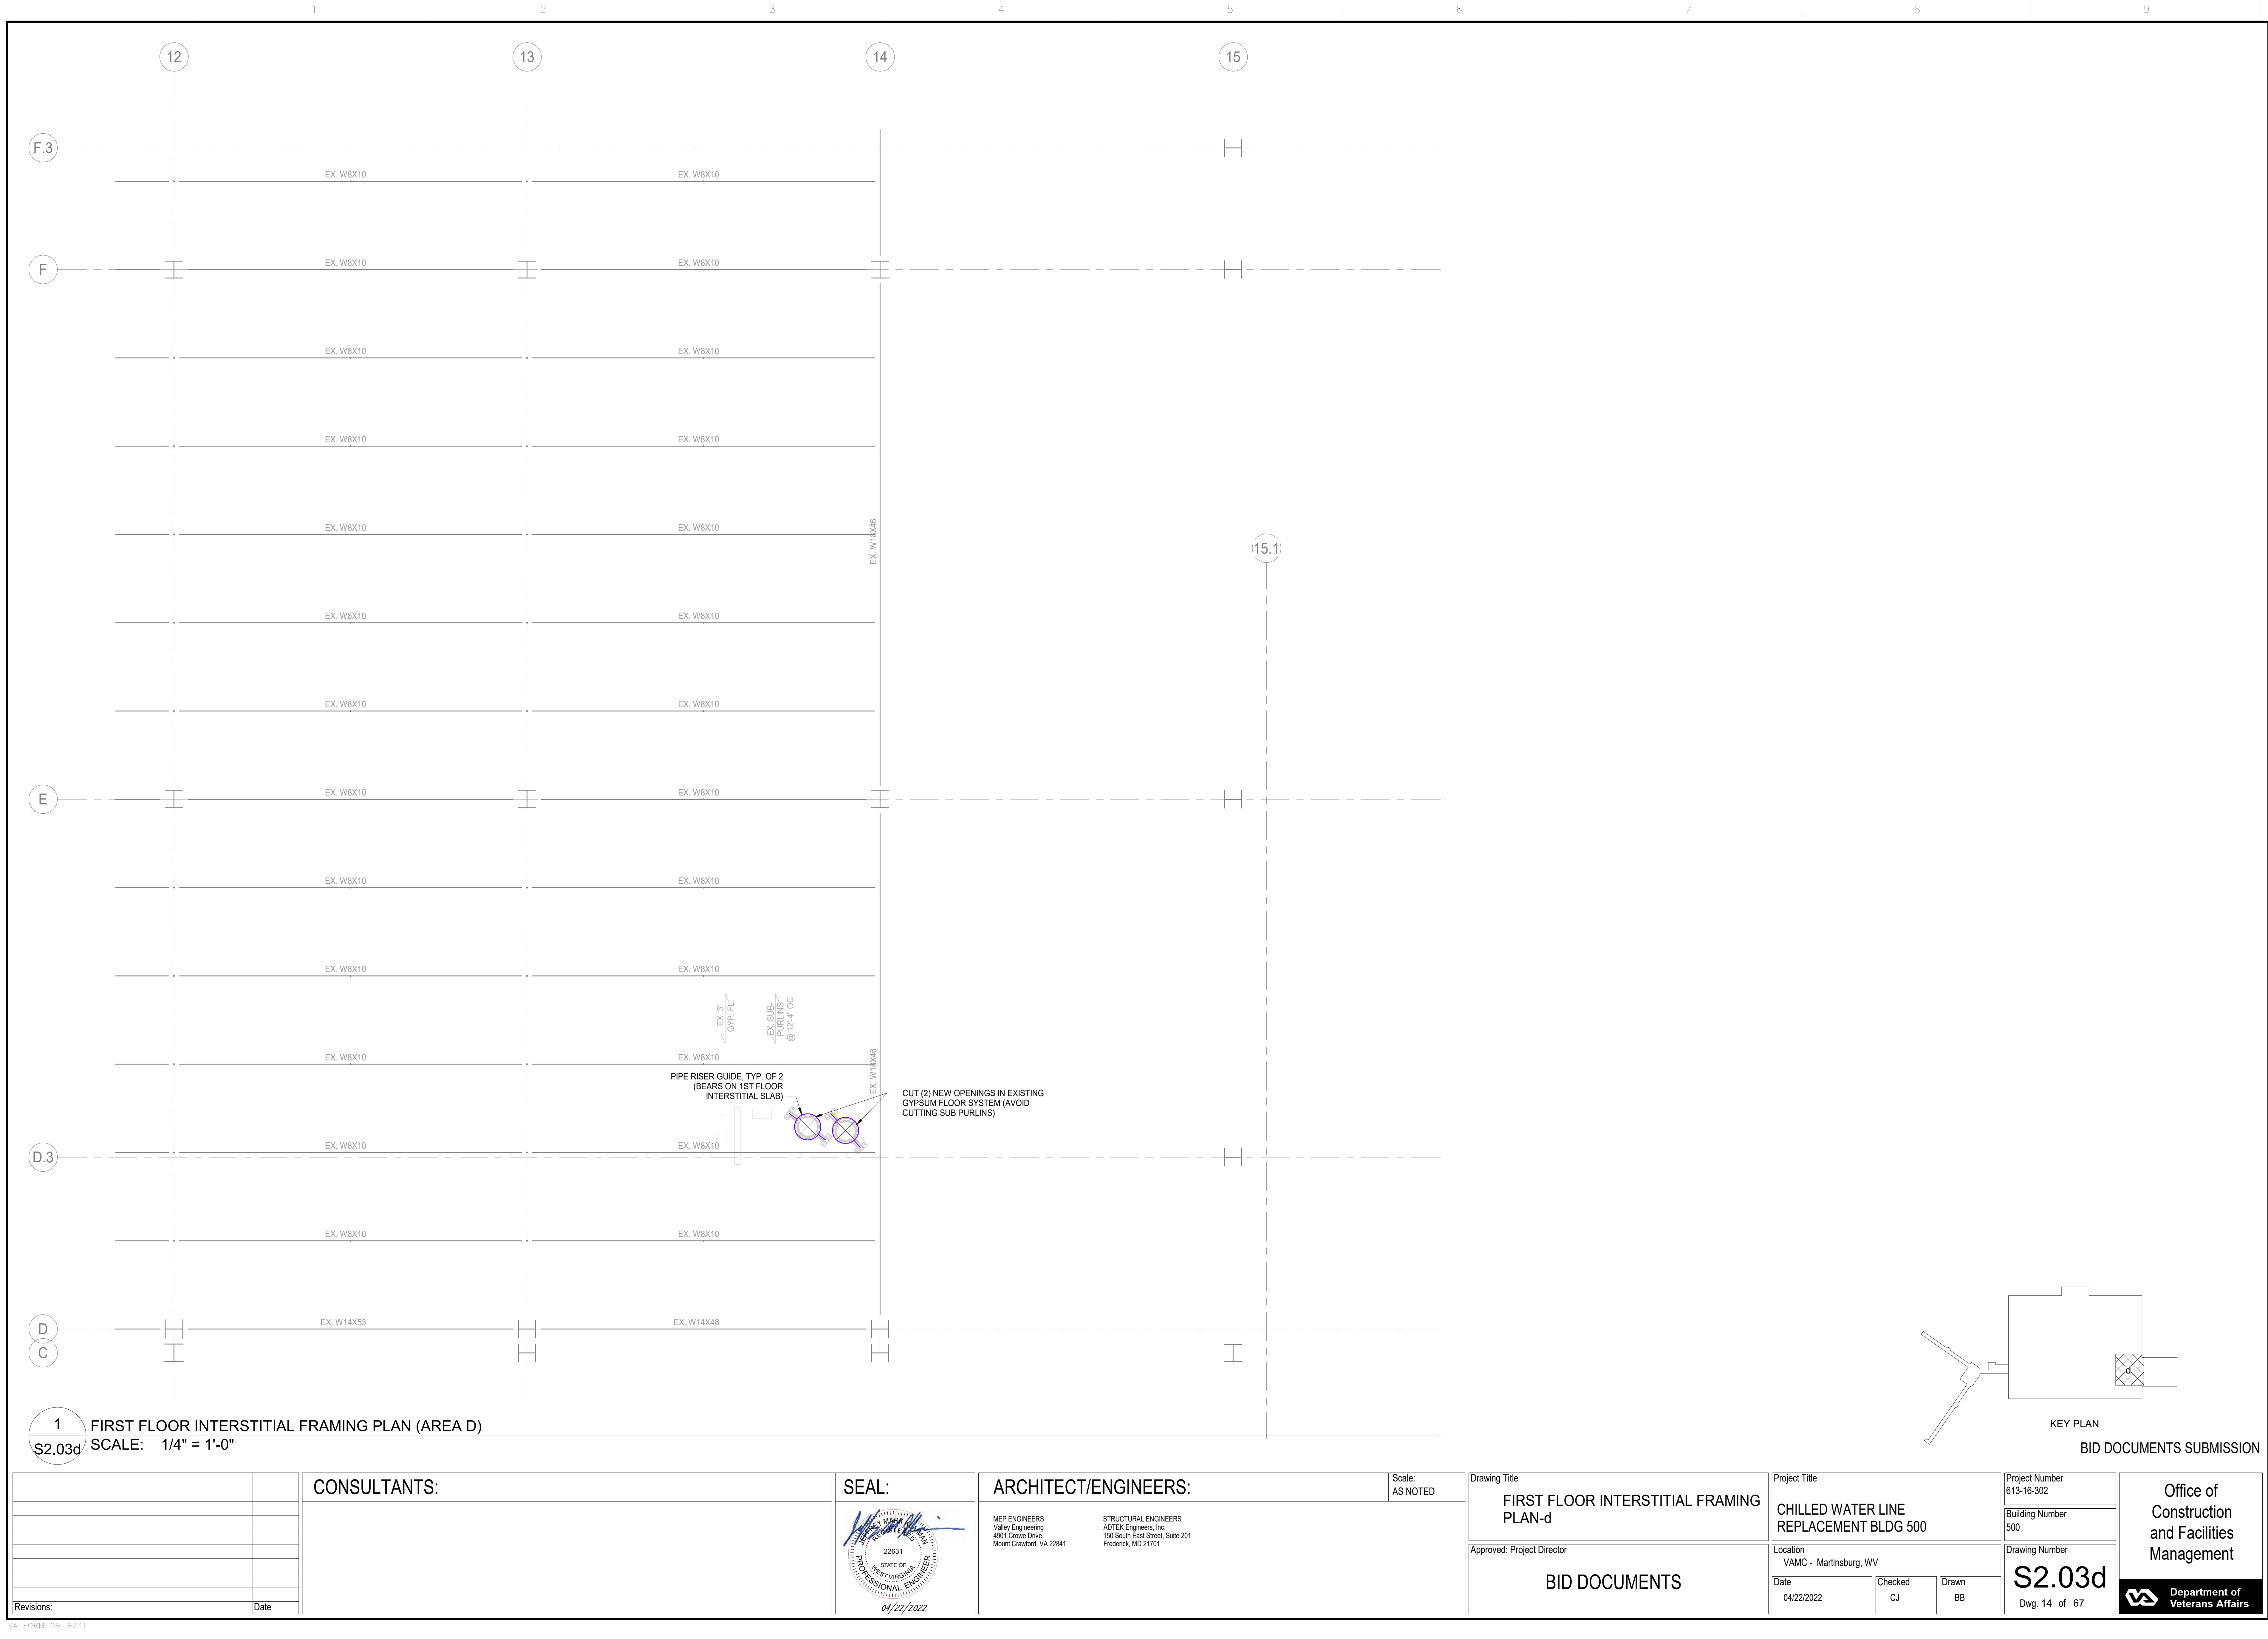 1 2 3 4 5 6 7 8 9
12 13 14 15
F.3
EX. W8X10 EX. W8X10
F
EX. W8X10 EX. W8X10
EX. W8X10 EX. W8X10
EX. W8X10 EX. W8X10
EX. W8X10 EX. W8X10
EX. W18X46
15.1
EX. W8X10 EX. W8X10
EX. W8X10 EX. W8X10
E
EX. W8X10 EX. W8X10
EX. W8X10 EX. W8X10
EX. W8X10 EX. W8X10
EX. 3"
GYP. FL.
EX. SUB-
PURLINS
@ 12'-4" OC
EX. W8X10 EX. W8X10
EX. W18X46
PIPE RISER GUIDE, TYP. OF 2
(BEARS ON 1ST FLOOR
INTERSTITIAL SLAB)
CUT (2) NEW OPENINGS IN EXISTING
GYPSUM FLOOR SYSTEM (AVOID
CUTTING SUB PURLINS)
EX. W8X10 EX. W8X10
D.3
EX. W8X10 EX. W8X10
D
EX. W14X53 EX. W14X48
C
d
KEY PLAN
1
S2.03d
FIRST FLOOR INTERSTITIAL FRAMING PLAN (AREA D)
SCALE: 1/4" = 1'-0"
BID DOCUMENTS SUBMISSION
Revisions: Date
CONSULTANTS:
SEAL:
JEFFREY MARK
REGISTERED
22631
STATE OF
WEST VIRGINIA
PROFESSIONAL ENGINEER
04/22/2022
ARCHITECT/ENGINEERS:
MEP ENGINEERS
Valley Engineering
4901 Crowe Drive
Mount Crawford, VA 22841
STRUCTURAL ENGINEERS
ADTEK Engineers, Inc.
150 South East Street, Suite 201
Frederick, MD 21701
Scale:
AS NOTED
Drawing Title
FIRST FLOOR INTERSTITIAL FRAMING
PLAN-d
Approved: Project Director
BID DOCUMENTS
Project Title
CHILLED WATER LINE
REPLACEMENT BLDG 500
Location
VAMC - Martinsburg, WV
Date
04/22/2022
Checked
CJ
Drawn
BB
Project Number
613-16-302
Building Number
500
Drawing Number
S2.03d
Dwg. 14 of 67
Office of
Construction
and Facilities
Management
VA
Department of
Veterans Affairs
VA FORM 08-6231